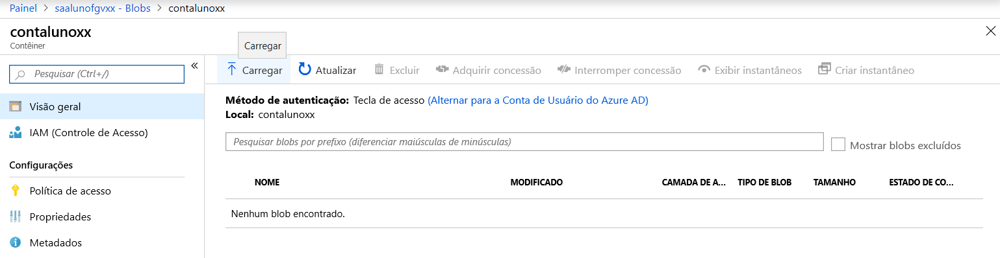 Painel > saalunofgvxx - Blobs > contalunoxx
contalunoxx
Contêiner
Carregar
Pesquisar (Ctrl+/)
«
Visão geral
IAM (Controle de Acesso)
Configurações
Política de acesso
Propriedades
Metadados
Carregar Atualizar Excluir Adquirir concessão Interromper concessão Exibir instantâneos Criar instantâneo
Método de autenticação: Tecla de acesso (Alternar para a Conta de Usuário do Azure AD)
Local: contalunoxx
Pesquisar blobs por prefixo (diferenciar maiúsculas de minúsculas)
Mostrar blobs excluídos
NOME MODIFICADO CAMADA DE A... TIPO DE BLOB TAMANHO ESTADO DE CO...
Nenhum blob encontrado.